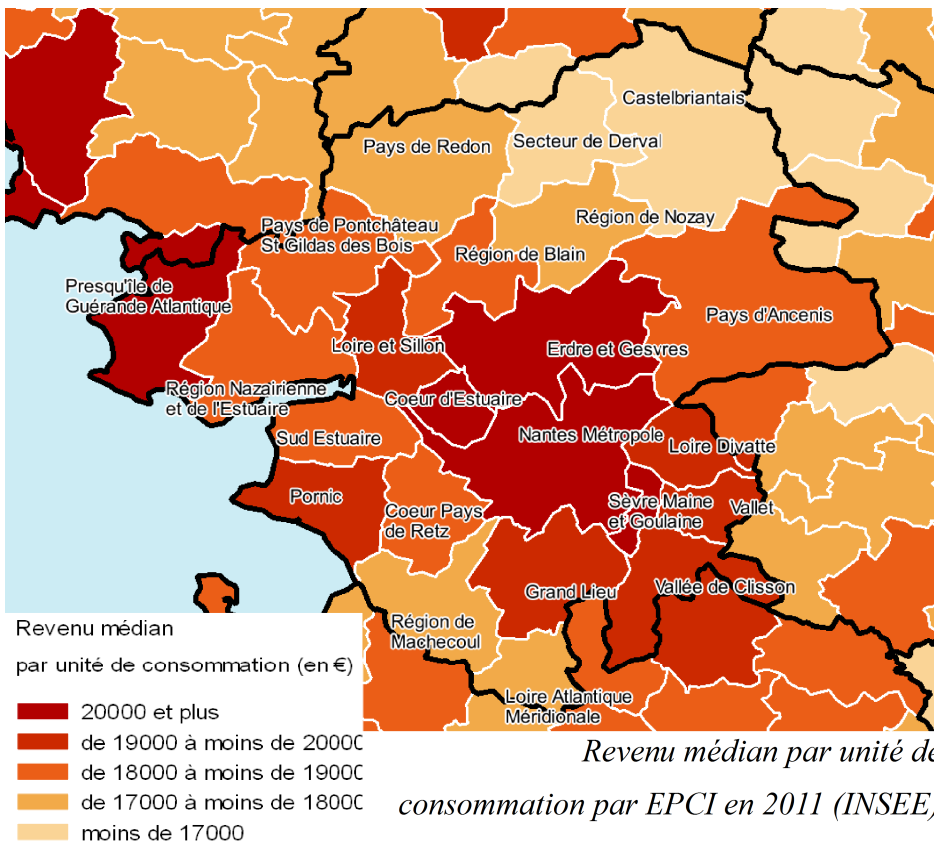 Castelbriantais
Pays de Redon
Secteur de Derval
Région de Nozay
Pays de Pontchâteau
St Gildas des Bois
Région de Blain
Presqu'île de
Guérande Atlantique
Pays d'Ancenis
Loire et Sillon
Erdre et Gesvres
Région Nazairienne
et de l'Estuaire
Coeur d'Estuaire
Nantes Métropole
Sud Estuaire
Loire Divatte
Pornic
Coeur Pays
de Retz
Sèvre Maine
et Goulaine
Vallet
Grand Lieu
Vallée de Clisson
Région de
Machecoul
Loire Atlantique
Méridionale
Revenu médian
par unité de consommation (en €)
20000 et plus
de 19000 à moins de 20000
de 18000 à moins de 19000
de 17000 à moins de 18000
moins de 17000
Revenu médian par unité de
consommation par EPCI en 2011 (INSEE)